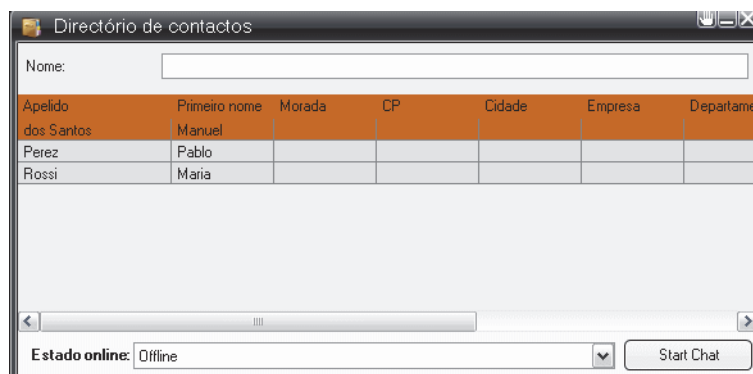 Directório de contactos
Nome:
Apelido Primeiro nome Morada CP Cidade Empresa Departame
dos Santos Manuel
Perez Pablo
Rossi Maria
Estado online: Offline Start Chat